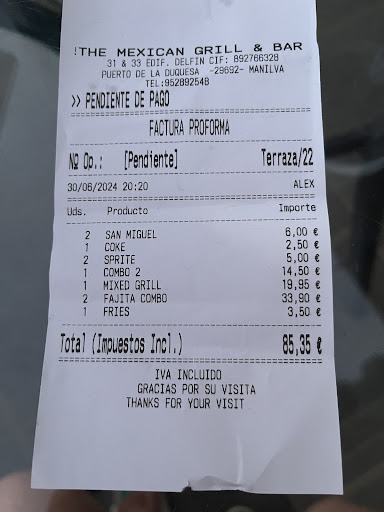 !THE MEXICAN GRILL & BAR
31 & 33 EDIF. DELFIN CIF: B92766328
PUERTO DE LA DUQUESA -29692- MANILVA
TEL:952892548
>> PENDIENTE DE PAGO
FACTURA PROFORMA
Nº Op.: [Pendiente] Terraza/22
30/06/2024 20:20 ALEX
Uds. Producto Importe
2 SAN MIGUEL 6,00 €
1 COKE 2,50 €
2 SPRITE 5,00 €
1 COMBO 2 14,50 €
1 MIXED GRILL 19,95 €
2 FAJITA COMBO 33,90 €
1 FRIES 3,50 €
Total (Impuestos Incl.) 85,35 €
IVA INCLUIDO
GRACIAS POR SU VISITA
THANKS FOR YOUR VISIT